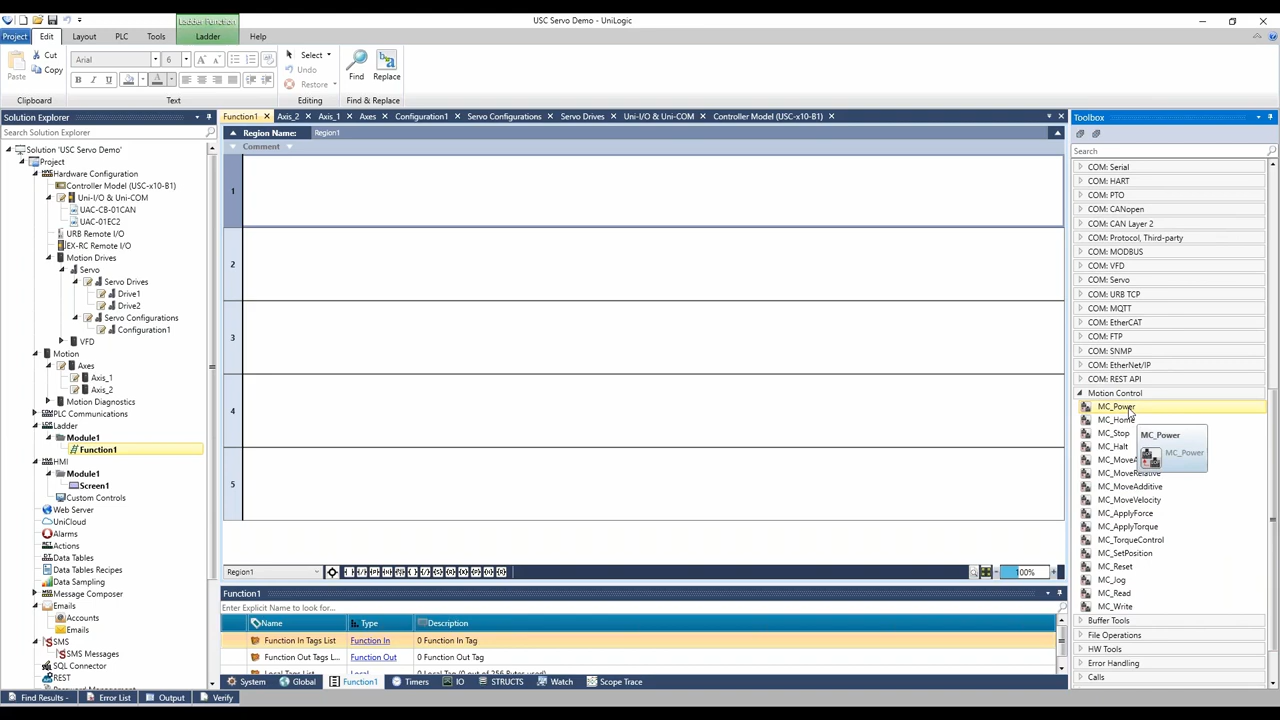 Ladder Function
USC Servo Demo - UniLogic
Project Edit Layout PLC Tools Ladder Help
Cut
Paste Copy
Arial 6
Select
Undo
Restore
Find Replace
Clipboard Text Editing Find & Replace
Solution Explorer
Search Solution Explorer
Solution 'USC Servo Demo'
Project
Hardware Configuration
Controller Model (USC-x10-B1)
Uni-I/O & Uni-COM
UAC-CB-01CAN
UAC-01EC2
URB Remote I/O
EX-RC Remote I/O
Motion Drives
Servo
Servo Drives
Drive1
Drive2
Servo Configurations
Configuration1
VFD
Motion
Axes
Axis_1
Axis_2
Motion Diagnostics
PLC Communications
Ladder
Module1
Function1
HMI
Module1
Screen1
Custom Controls
Web Server
UniCloud
Alarms
Actions
Data Tables
Data Tables Recipes
Data Sampling
Message Composer
Emails
Accounts
Emails
SMS
SMS Messages
SQL Connector
REST
Function1 Axis_2 Axis_1 Axes Configuration1 Servo Configurations Servo Drives Uni-I/O & Uni-COM Controller Model (USC-x10-B1)
Region Name: Region1
Comment
1
2
3
4
5
Region1 100%
Function1
Enter Explicit Name to look for...
Name Type Description
Function In Tags List Function In 0 Function In Tag
Function Out Tags L... Function Out 0 Function Out Tag
System Global Function1 Timers IO STRUCTS Watch Scope Trace
Toolbox
Search
COM: Serial
COM: HART
COM: PTO
COM: CANopen
COM: CAN Layer 2
COM: Protocol, Third-party
COM: MODBUS
COM: VFD
COM: Servo
COM: URB TCP
COM: MQTT
COM: EtherCAT
COM: FTP
COM: SNMP
COM: EtherNet/IP
COM: REST API
Motion Control
MC_Power
MC_Home
MC_Stop
MC_Halt
MC_MoveA
MC_MoveRelative
MC_MoveAdditive
MC_MoveVelocity
MC_ApplyForce
MC_ApplyTorque
MC_TorqueControl
MC_SetPosition
MC_Reset
MC_Jog
MC_Read
MC_Write
MC_Power
MC_Power
Buffer Tools
File Operations
HW Tools
Error Handling
Calls
Find Results - Error List Output Verify